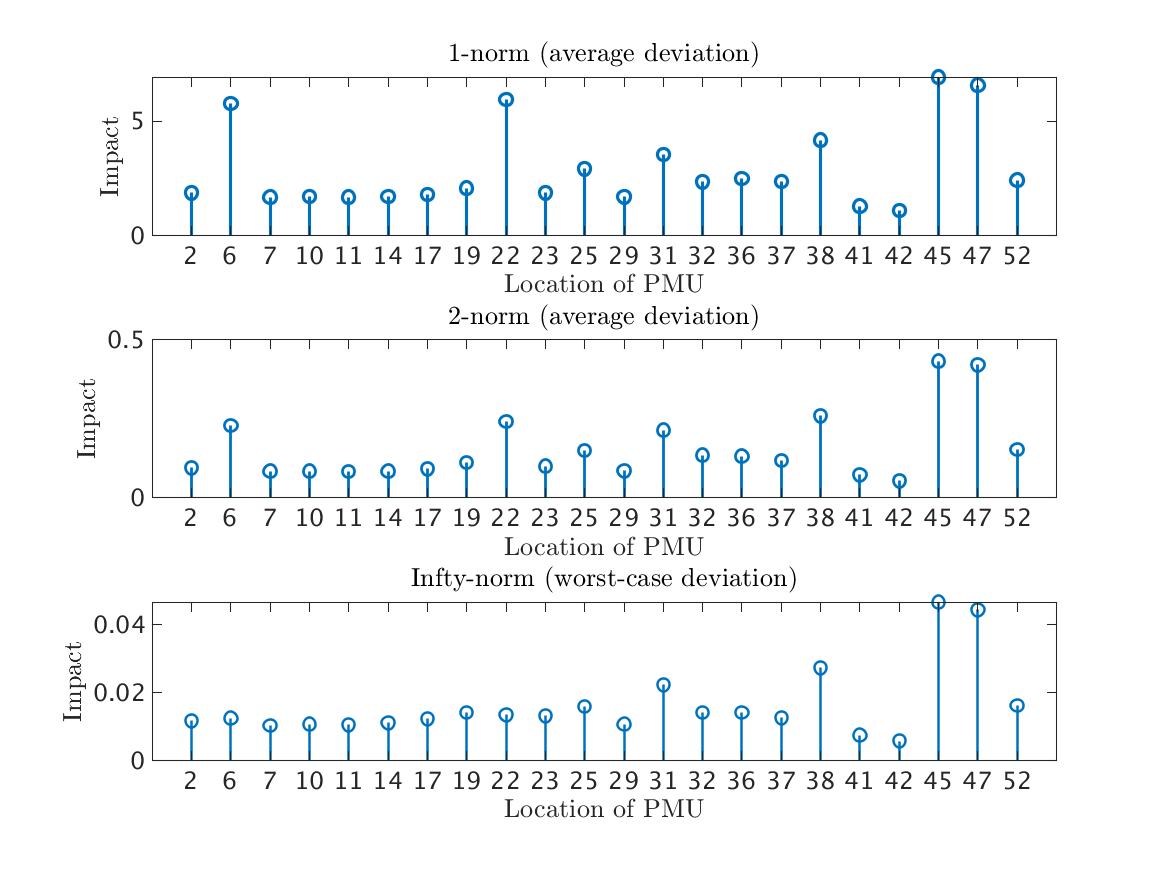 1-norm (average deviation)
Impact
5
0
2 6 7 10 11 14 17 19 22 23 25 29 31 32 36 37 38 41 42 45 47 52
Location of PMU
2-norm (average deviation)
Impact
0.5
0
2 6 7 10 11 14 17 19 22 23 25 29 31 32 36 37 38 41 42 45 47 52
Location of PMU
Infty-norm (worst-case deviation)
Impact
0.04
0.02
0
2 6 7 10 11 14 17 19 22 23 25 29 31 32 36 37 38 41 42 45 47 52
Location of PMU